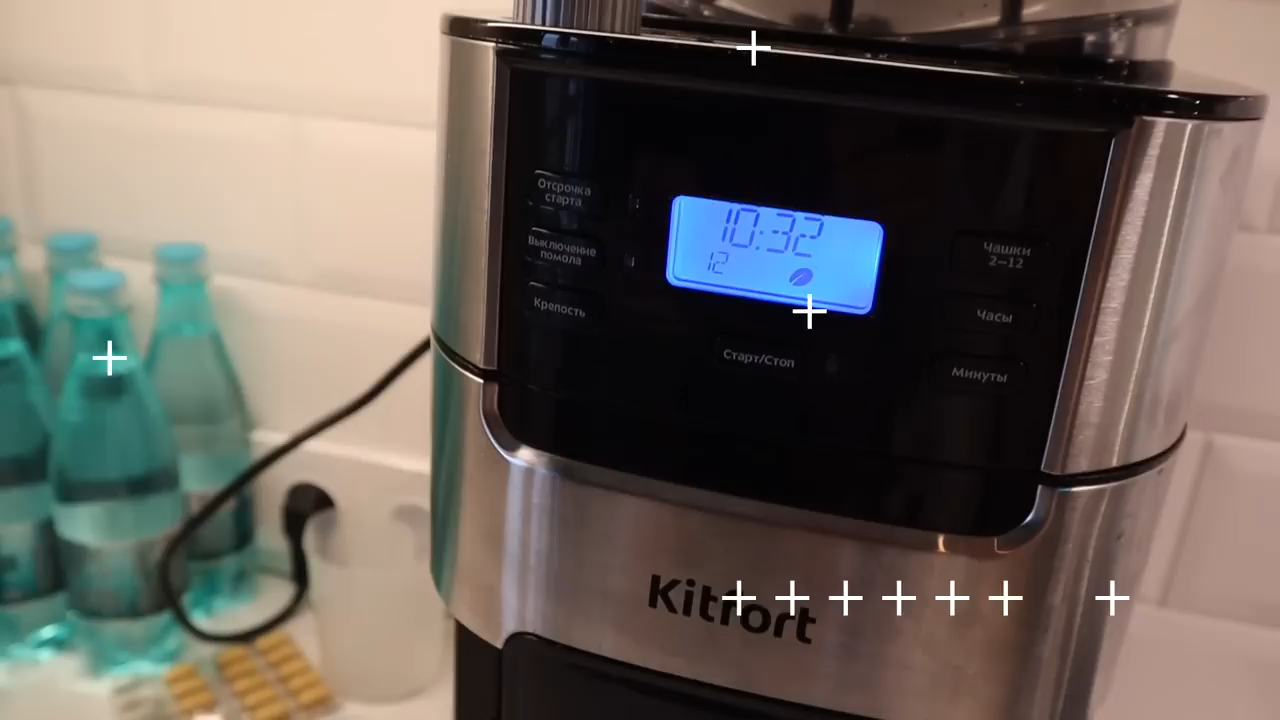 Отсрочка
старта
Выключение
помола
Крепость
10:32
12
Старт/Стоп
Чашки
2–12
Часы
Минуты
Kitfort